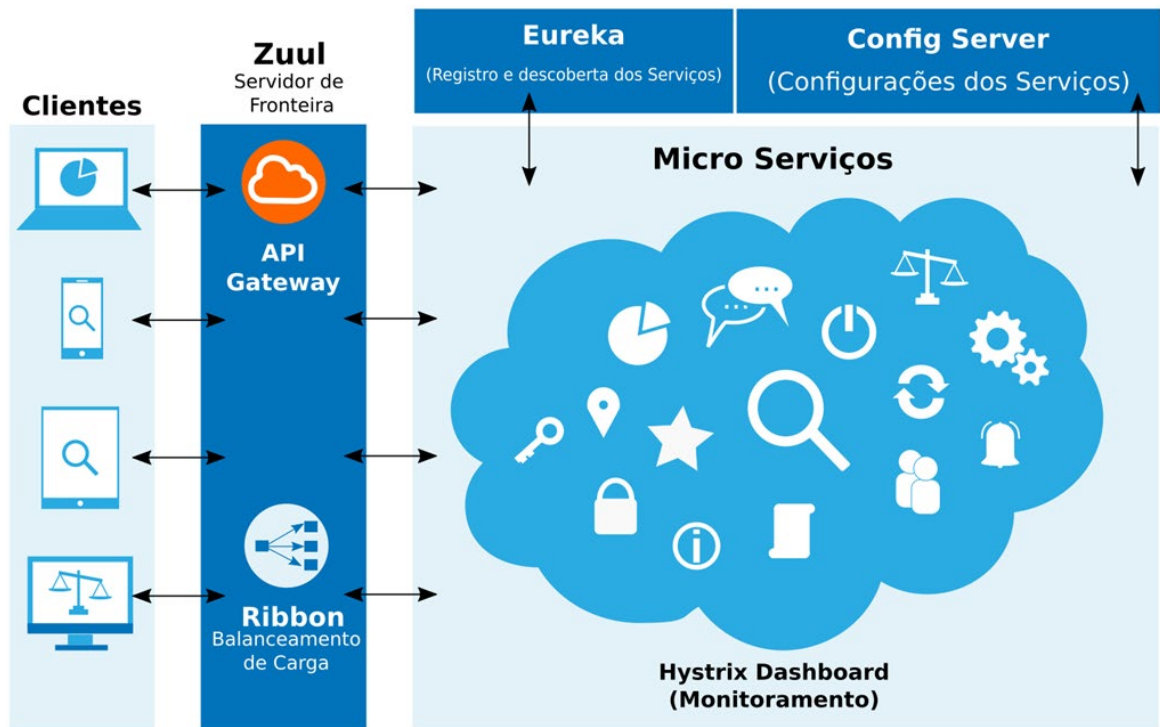 Clientes
Zuul
Servidor de
Fronteira
API
Gateway
Ribbon
Balanceamento
de Carga
Eureka
(Registro e descoberta dos Serviços)
Config Server
(Configurações dos Serviços)
Micro Serviços
Hystrix Dashboard
(Monitoramento)